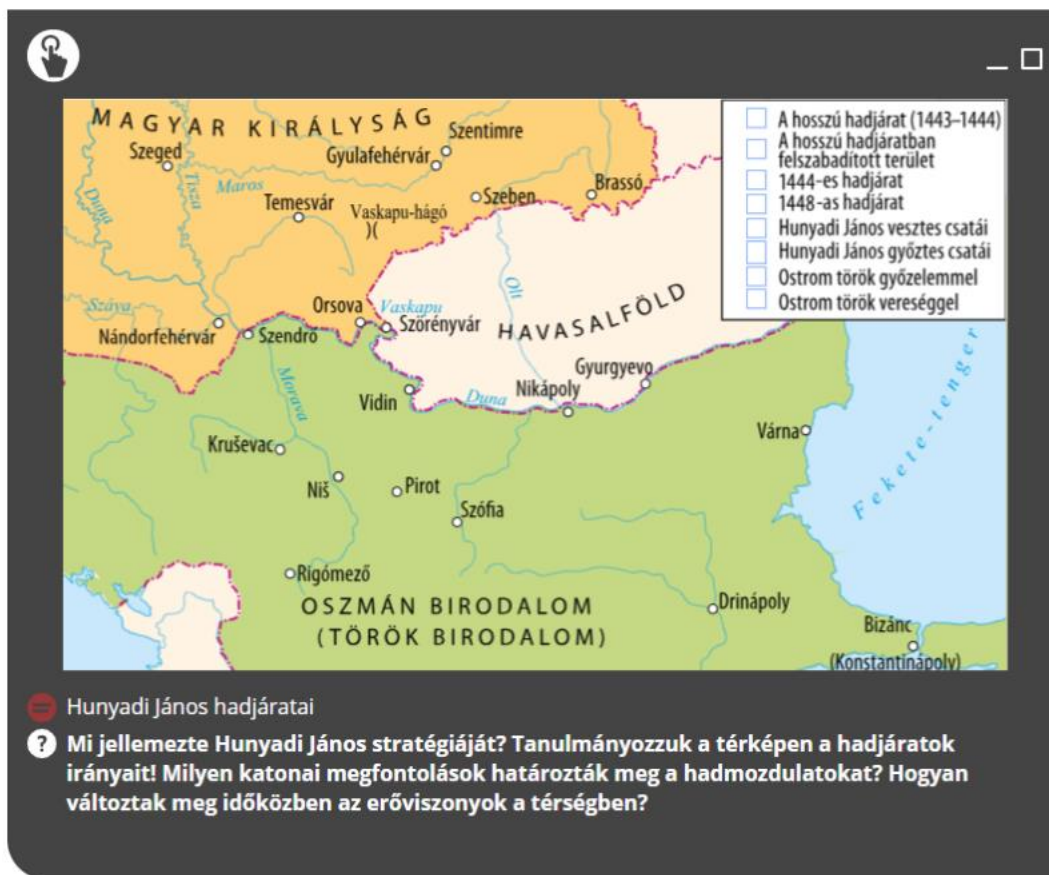 MAGYAR KIRÁLYSÁG
Szentimre
Szeged
Gyulafehérvár
Maros
Szeben
Brassó
Duna
Tisza
Temesvár
Vaskapu-hágó
Olt
Száva
Orsova
Vaskapu
Nándorfehérvár
Szendrő
Szörényvár
HAVASALFÖLD
Gyurgyevo
Morava
Vidin
Duna
Nikápoly
Várna
Fekete-tenger
Kruševac
Niš
Pirot
Szófia
Rigómező
OSZMÁN BIRODALOM
(TÖRÖK BIRODALOM)
Drinápoly
Bizánc
(Konstantinápoly)
A hosszú hadjárat (1443–1444)
A hosszú hadjáratban
felszabadított terület
1444-es hadjárat
1448-as hadjárat
Hunyadi János vesztes csatái
Hunyadi János győztes csatái
Ostrom török győzelemmel
Ostrom török vereséggel
Hunyadi János hadjáratai
? Mi jellemezte Hunyadi János stratégiáját? Tanulmányozzuk a térképen a hadjáratok
irányait! Milyen katonai megfontolások határozták meg a hadmozdulatokat? Hogyan
változtak meg időközben az erőviszonyok a térségben?